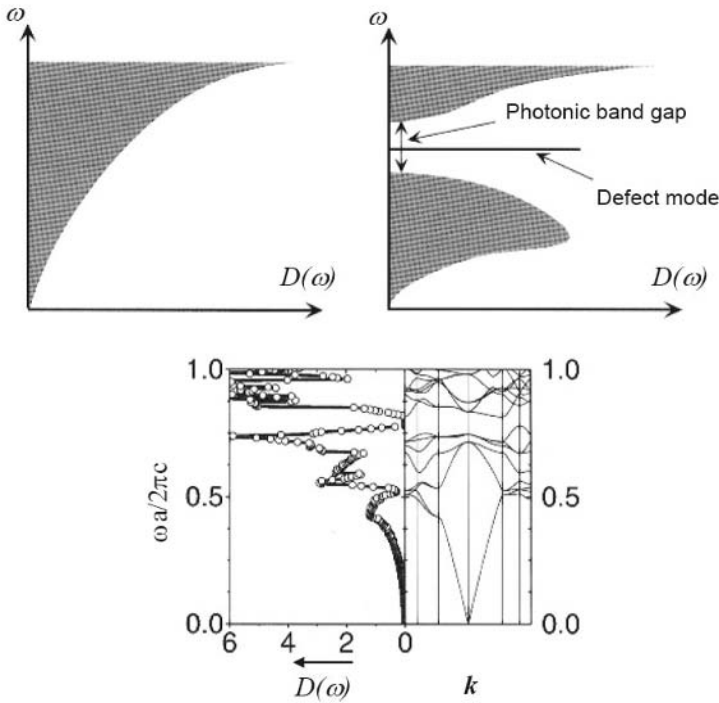 ω
D(ω)
ω
Photonic band gap
Defect mode
D(ω)
ωa/2πc
1.0
0.5
0.0
6 4 2 0
D(ω)
k
1.0
0.5
0.0